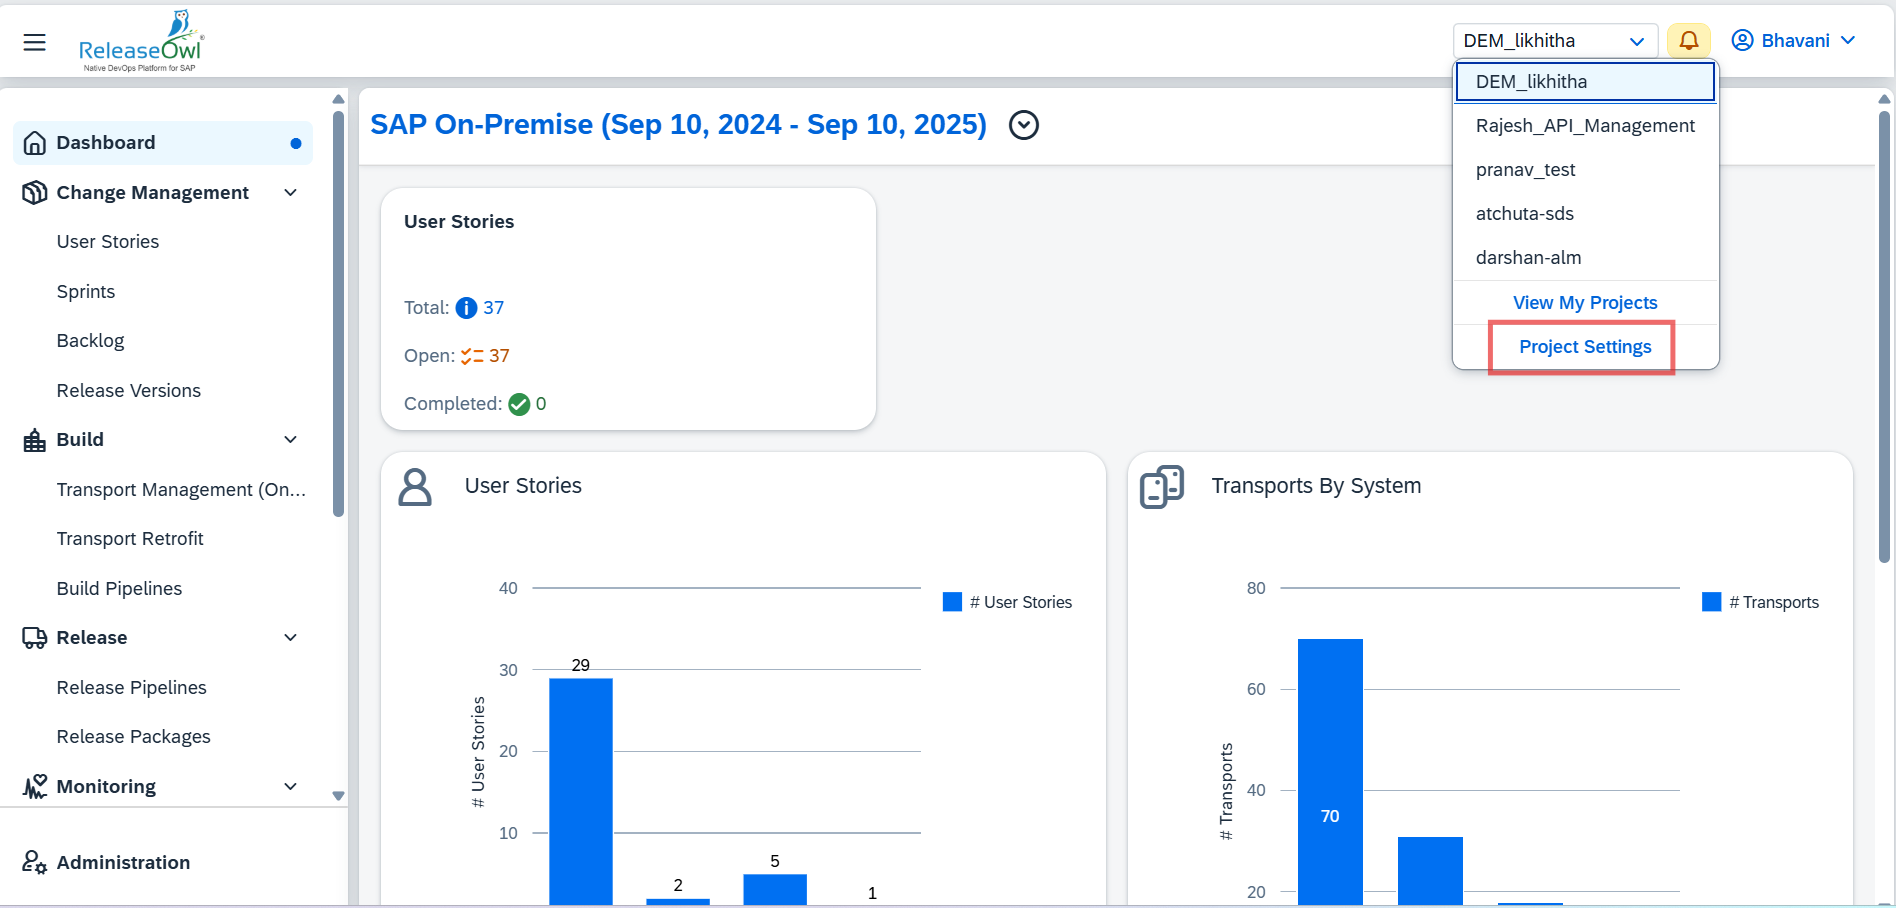 ReleaseOwl
Native DevOps Platform for SAP
DEM_likhitha
Bhavani
Dashboard
Change Management
User Stories
Sprints
Backlog
Release Versions
Build
Transport Management (On...
Transport Retrofit
Build Pipelines
Release
Release Pipelines
Release Packages
Monitoring
Administration
SAP On-Premise (Sep 10, 2024 - Sep 10, 2025)
DEM_likhitha
Rajesh_API_Management
pranav_test
atchuta-sds
darshan-alm
View My Projects
Project Settings
User Stories
Total: 37
Open: 37
Completed: 0
User Stories
40
30
20
10
# User Stories
29
2
5
1
# User Stories
Transports By System
80
60
40
20
# Transports
70
# Transports